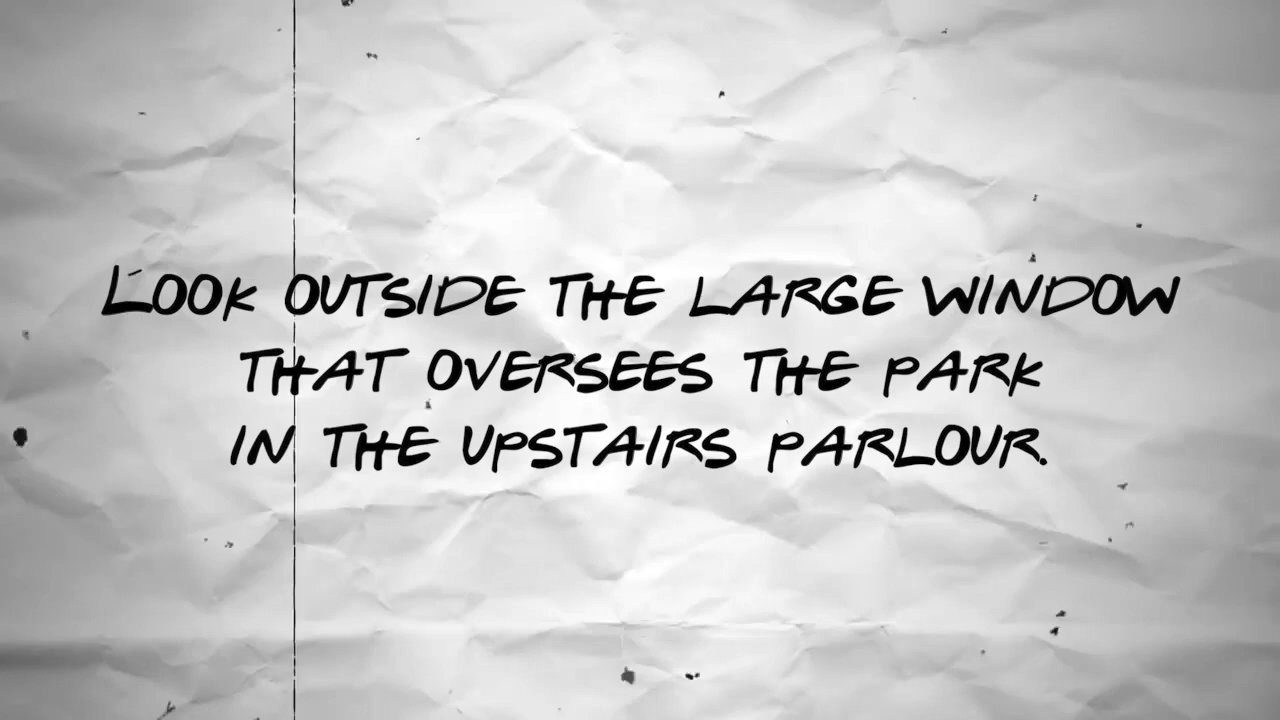 Look outside the large window
that oversees the park
in the upstairs parlour.